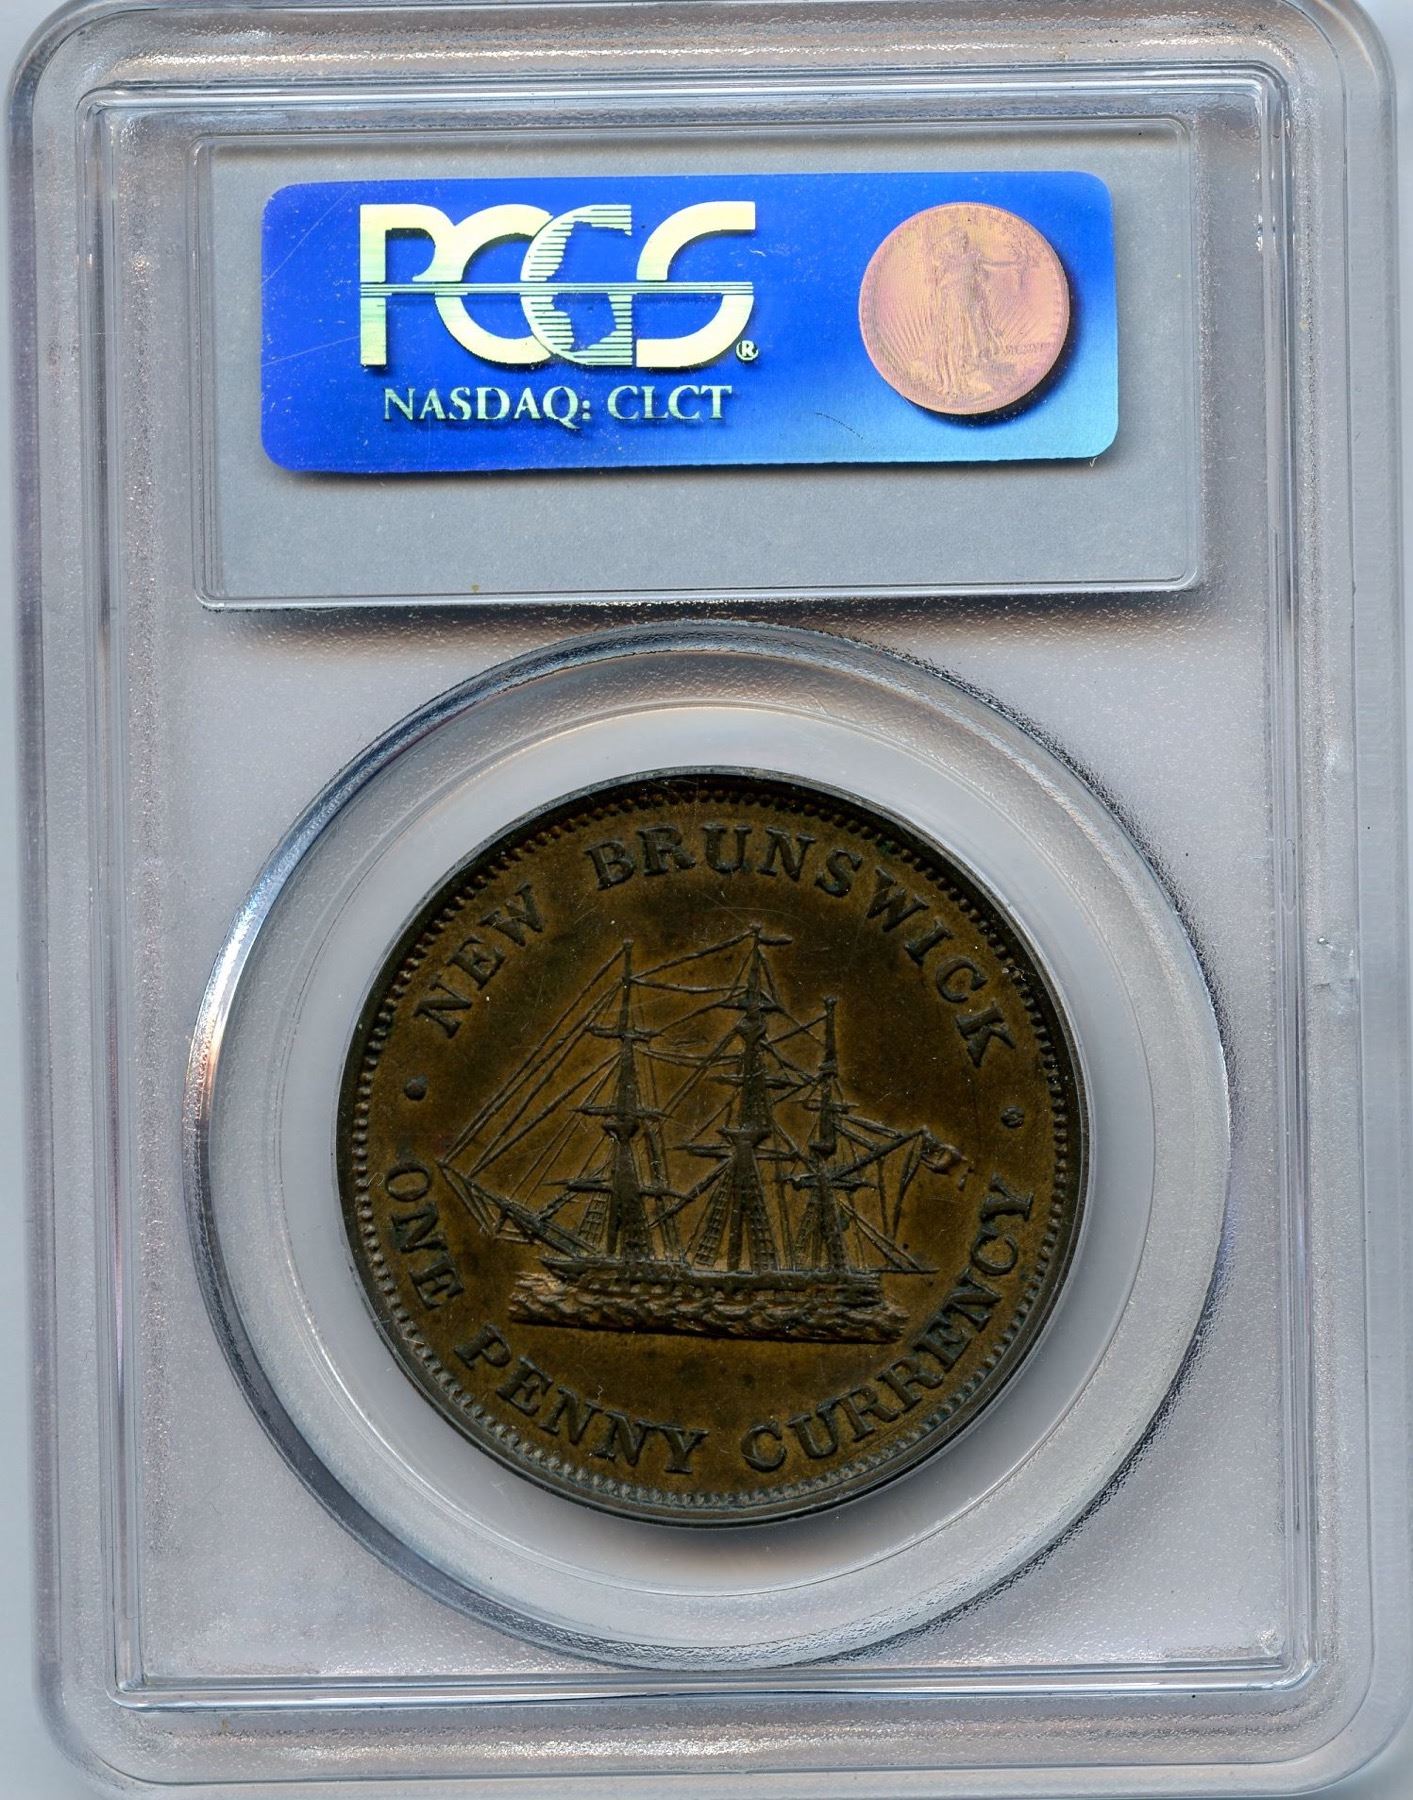 PCGS®
NASDAQ: CLCT
NEW BRUNSWICK
ONE PENNY CURRENCY